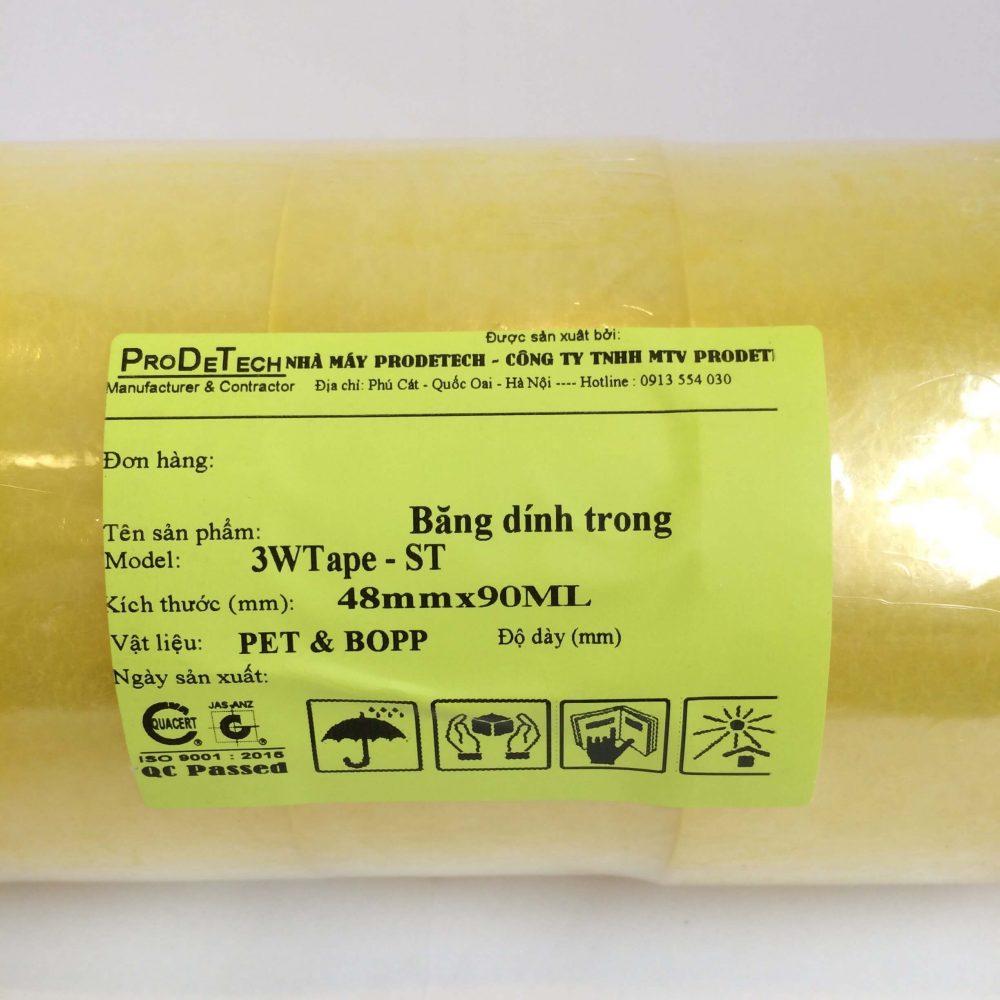 Được sản xuất bởi:
PRODETECH NHÀ MÁY PRODETECH - CÔNG TY TNHH MTV PRODET
Manufacturer & Contractor Địa chỉ: Phú Cát - Quốc Oai - Hà Nội ---- Hotline : 0913 554 030
Đơn hàng:
Tên sản phẩm: Băng dính trong
Model: 3WTape - ST
Kích thước (mm): 48mmx90ML
Vật liệu: PET & BOPP Độ dày (mm)
Ngày sản xuất:
QUACERT JAS-ANZ
ISO 9001 : 2015
QC Passed